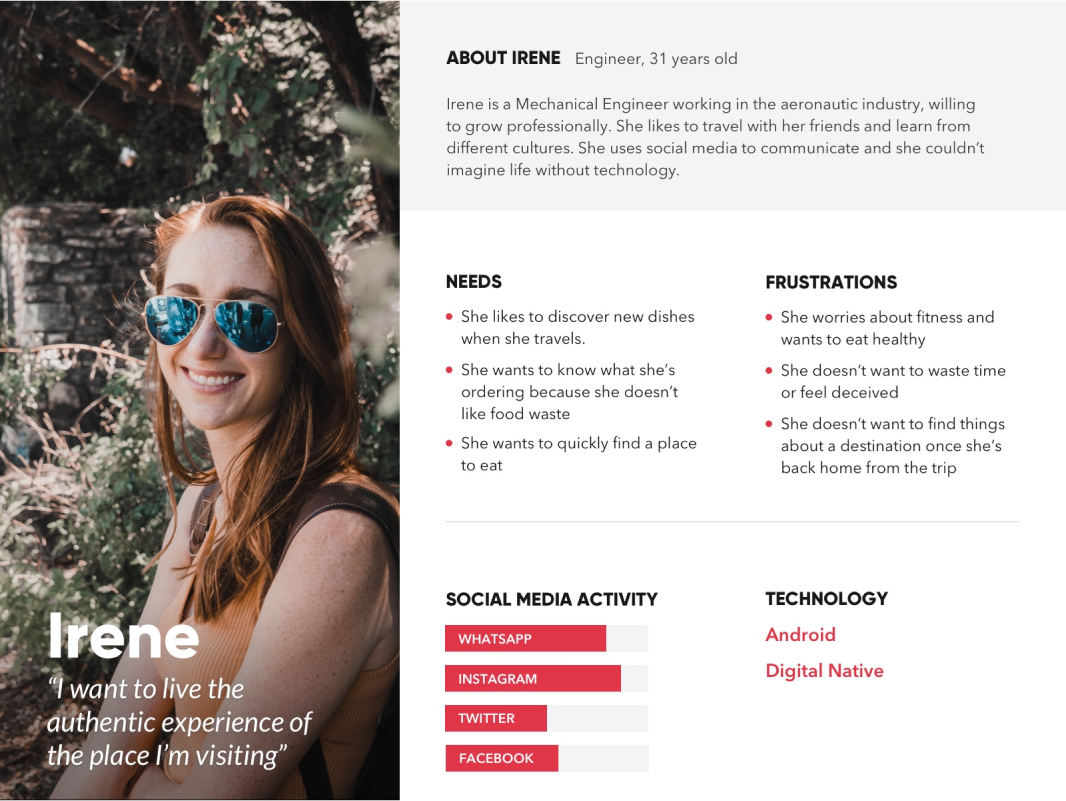 ABOUT IRENE Engineer, 31 years old
Irene is a Mechanical Engineer working in the aeronautic industry, willing
to grow professionally. She likes to travel with her friends and learn from
different cultures. She uses social media to communicate and she couldn’t
imagine life without technology.
NEEDS
She likes to discover new dishes
when she travels.
She wants to know what she’s
ordering because she doesn’t
like food waste
She wants to quickly find a place
to eat
FRUSTRATIONS
She worries about fitness and
wants to eat healthy
She doesn’t want to waste time
or feel deceived
She doesn’t want to find things
about a destination once she’s
back home from the trip
Irene
“I want to live the
authentic experience of
the place I’m visiting”
SOCIAL MEDIA ACTIVITY
WHATSAPP
INSTAGRAM
TWITTER
FACEBOOK
TECHNOLOGY
Android
Digital Native